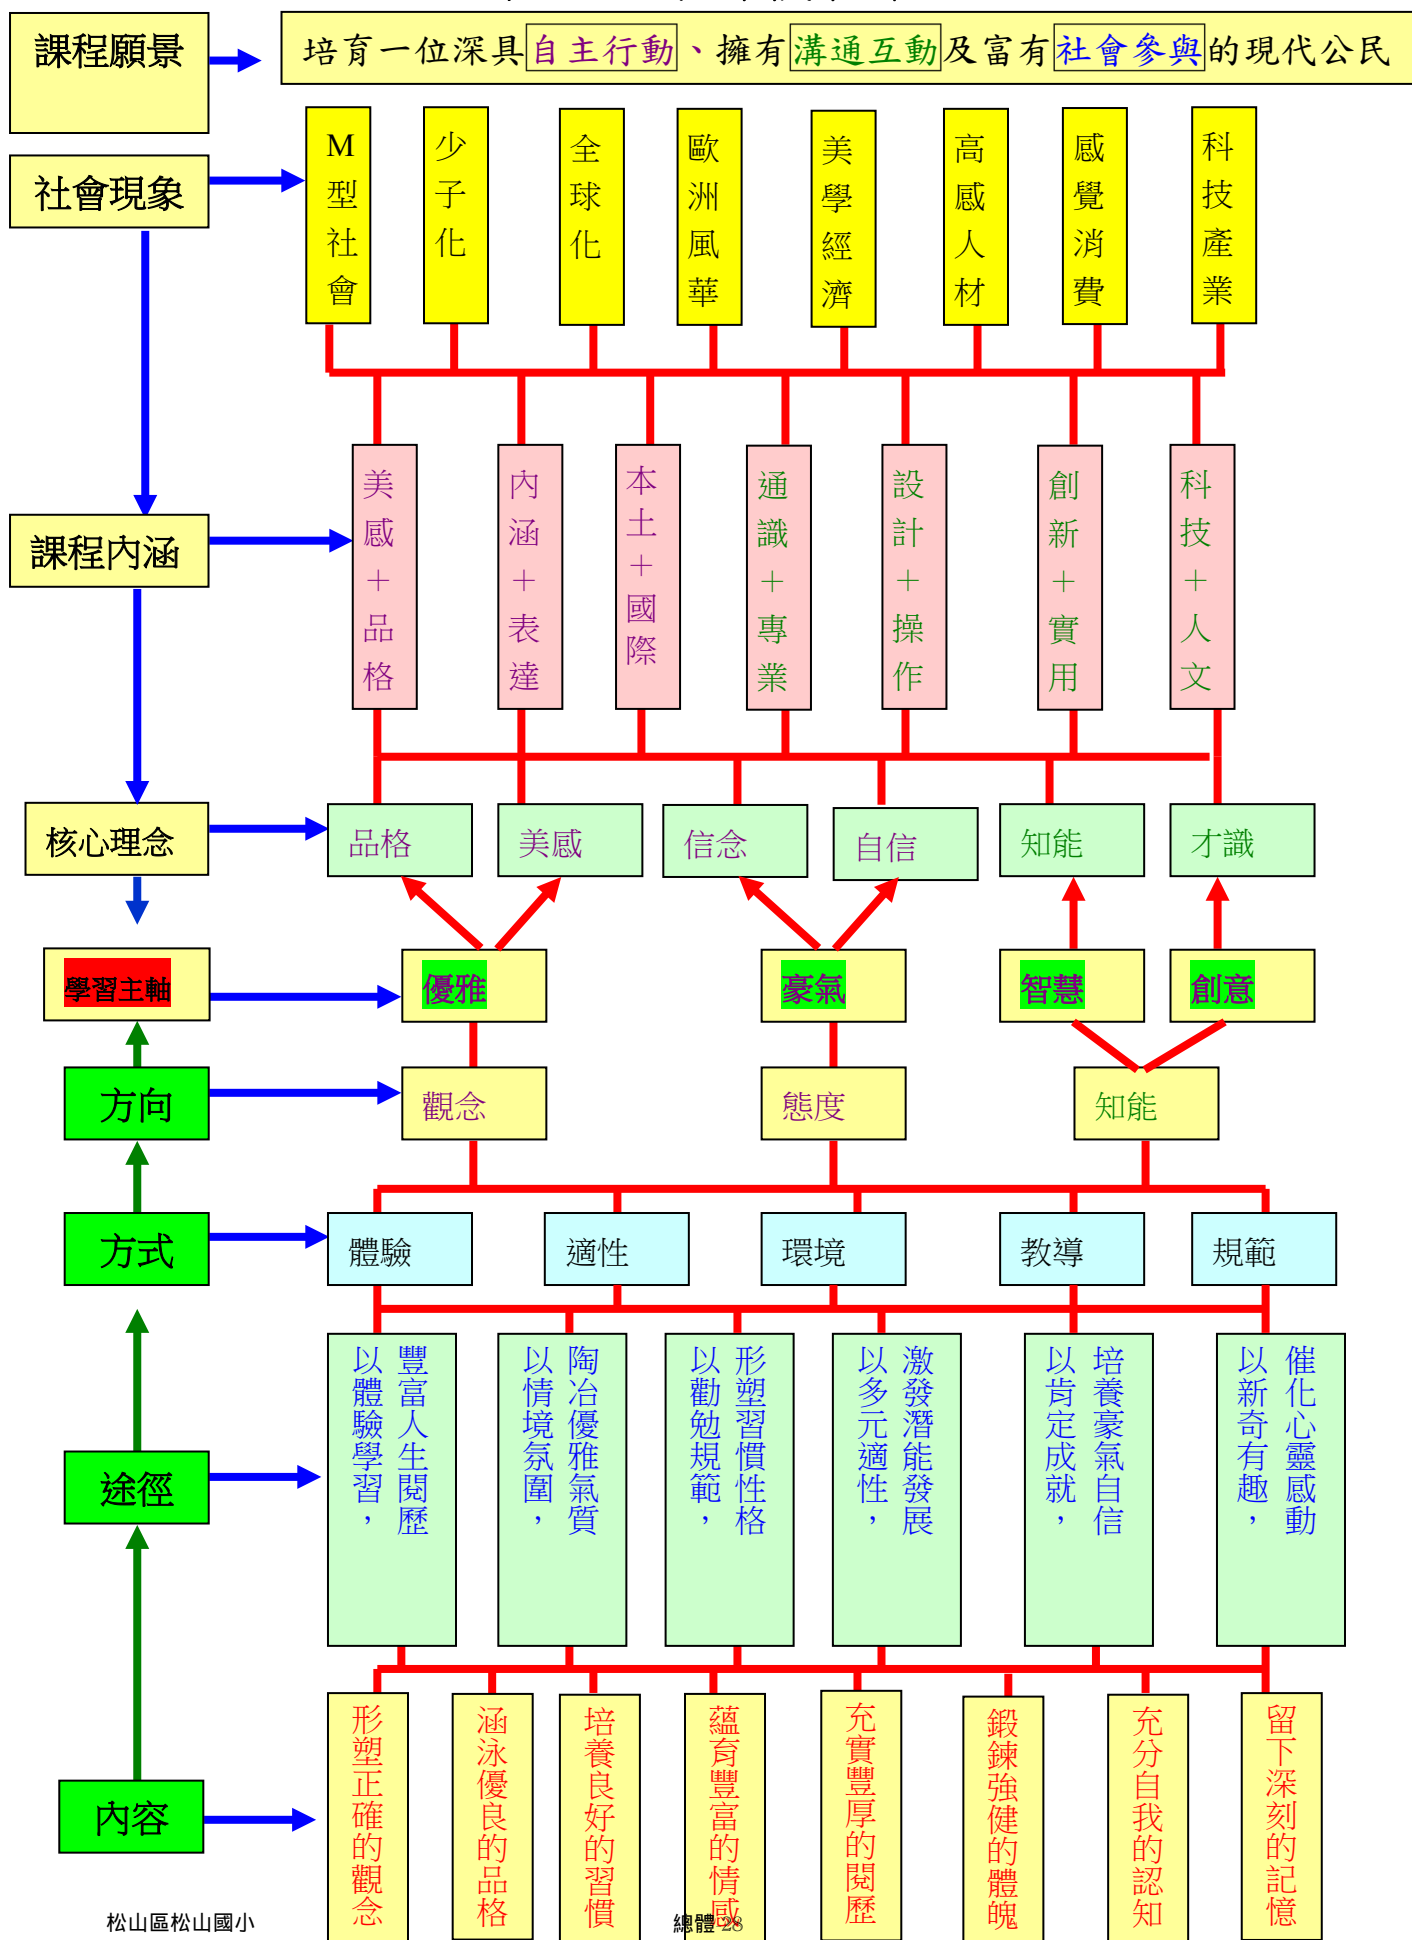 課程願景
培育一位深具自主行動、擁有溝通互動及富有社會參與的現代公民
社會現象
M型社會
少子化
全球化
歐洲風華
美學經濟
高感人材
感覺消費
科技產業
課程內涵
美感+品格
內涵+表達
本土+國際
通識+專業
設計+操作
創新+實用
科技+人文
核心理念
品格
美感
信念
自信
知能
才識
學習主軸
優雅
豪氣
智慧
創意
方向
觀念
態度
知能
方式
體驗
適性
環境
教導
規範
途徑
以體驗學習，
豐富人生閱歷
以情境氛圍，
陶冶優雅氣質
以勸勉規範，
形塑習慣性格
以多元適性，
激發潛能發展
以肯定成就，
培養豪氣自信
以新奇有趣，
催化心靈感動
內容
形塑正確的觀念
涵泳優良的品格
培養良好的習慣
蘊育豐富的情感
充實豐厚的閱歷
鍛鍊強健的體魄
充分自我的認知
留下深刻的記憶
松山區松山國小
總體 28